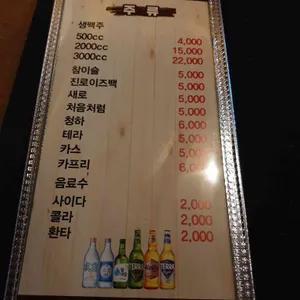 주류
생맥주
500cc 4,000
2000cc 15,000
3000cc 22,000
참이슬 5,000
진로이즈백 5,000
새로 5,000
처음처럼 5,000
청하 6,000
테라 5,000
카스 5,000
카프리 6,000
음료수
사이다 2,000
콜라 2,000
환타 2,000